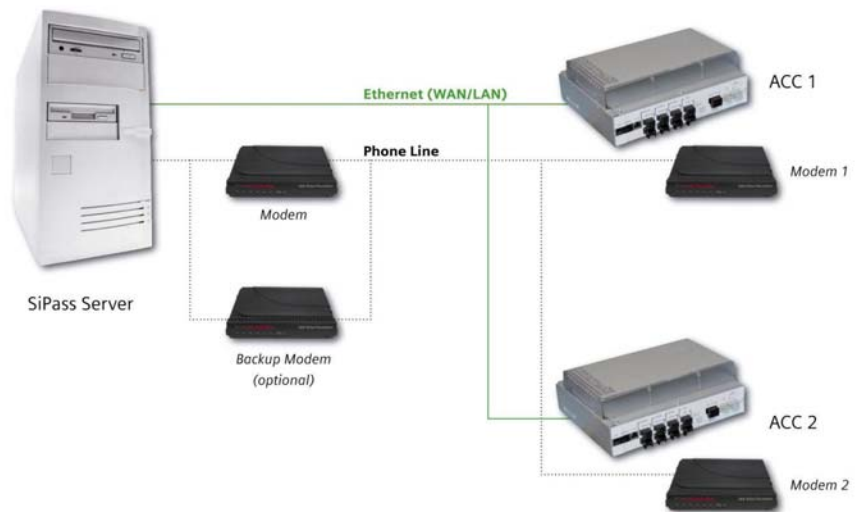 Ethernet (WAN/LAN)
ACC 1
Phone Line
Modem 1
Modem
SiPass Server
Backup Modem
(optional)
ACC 2
Modem 2